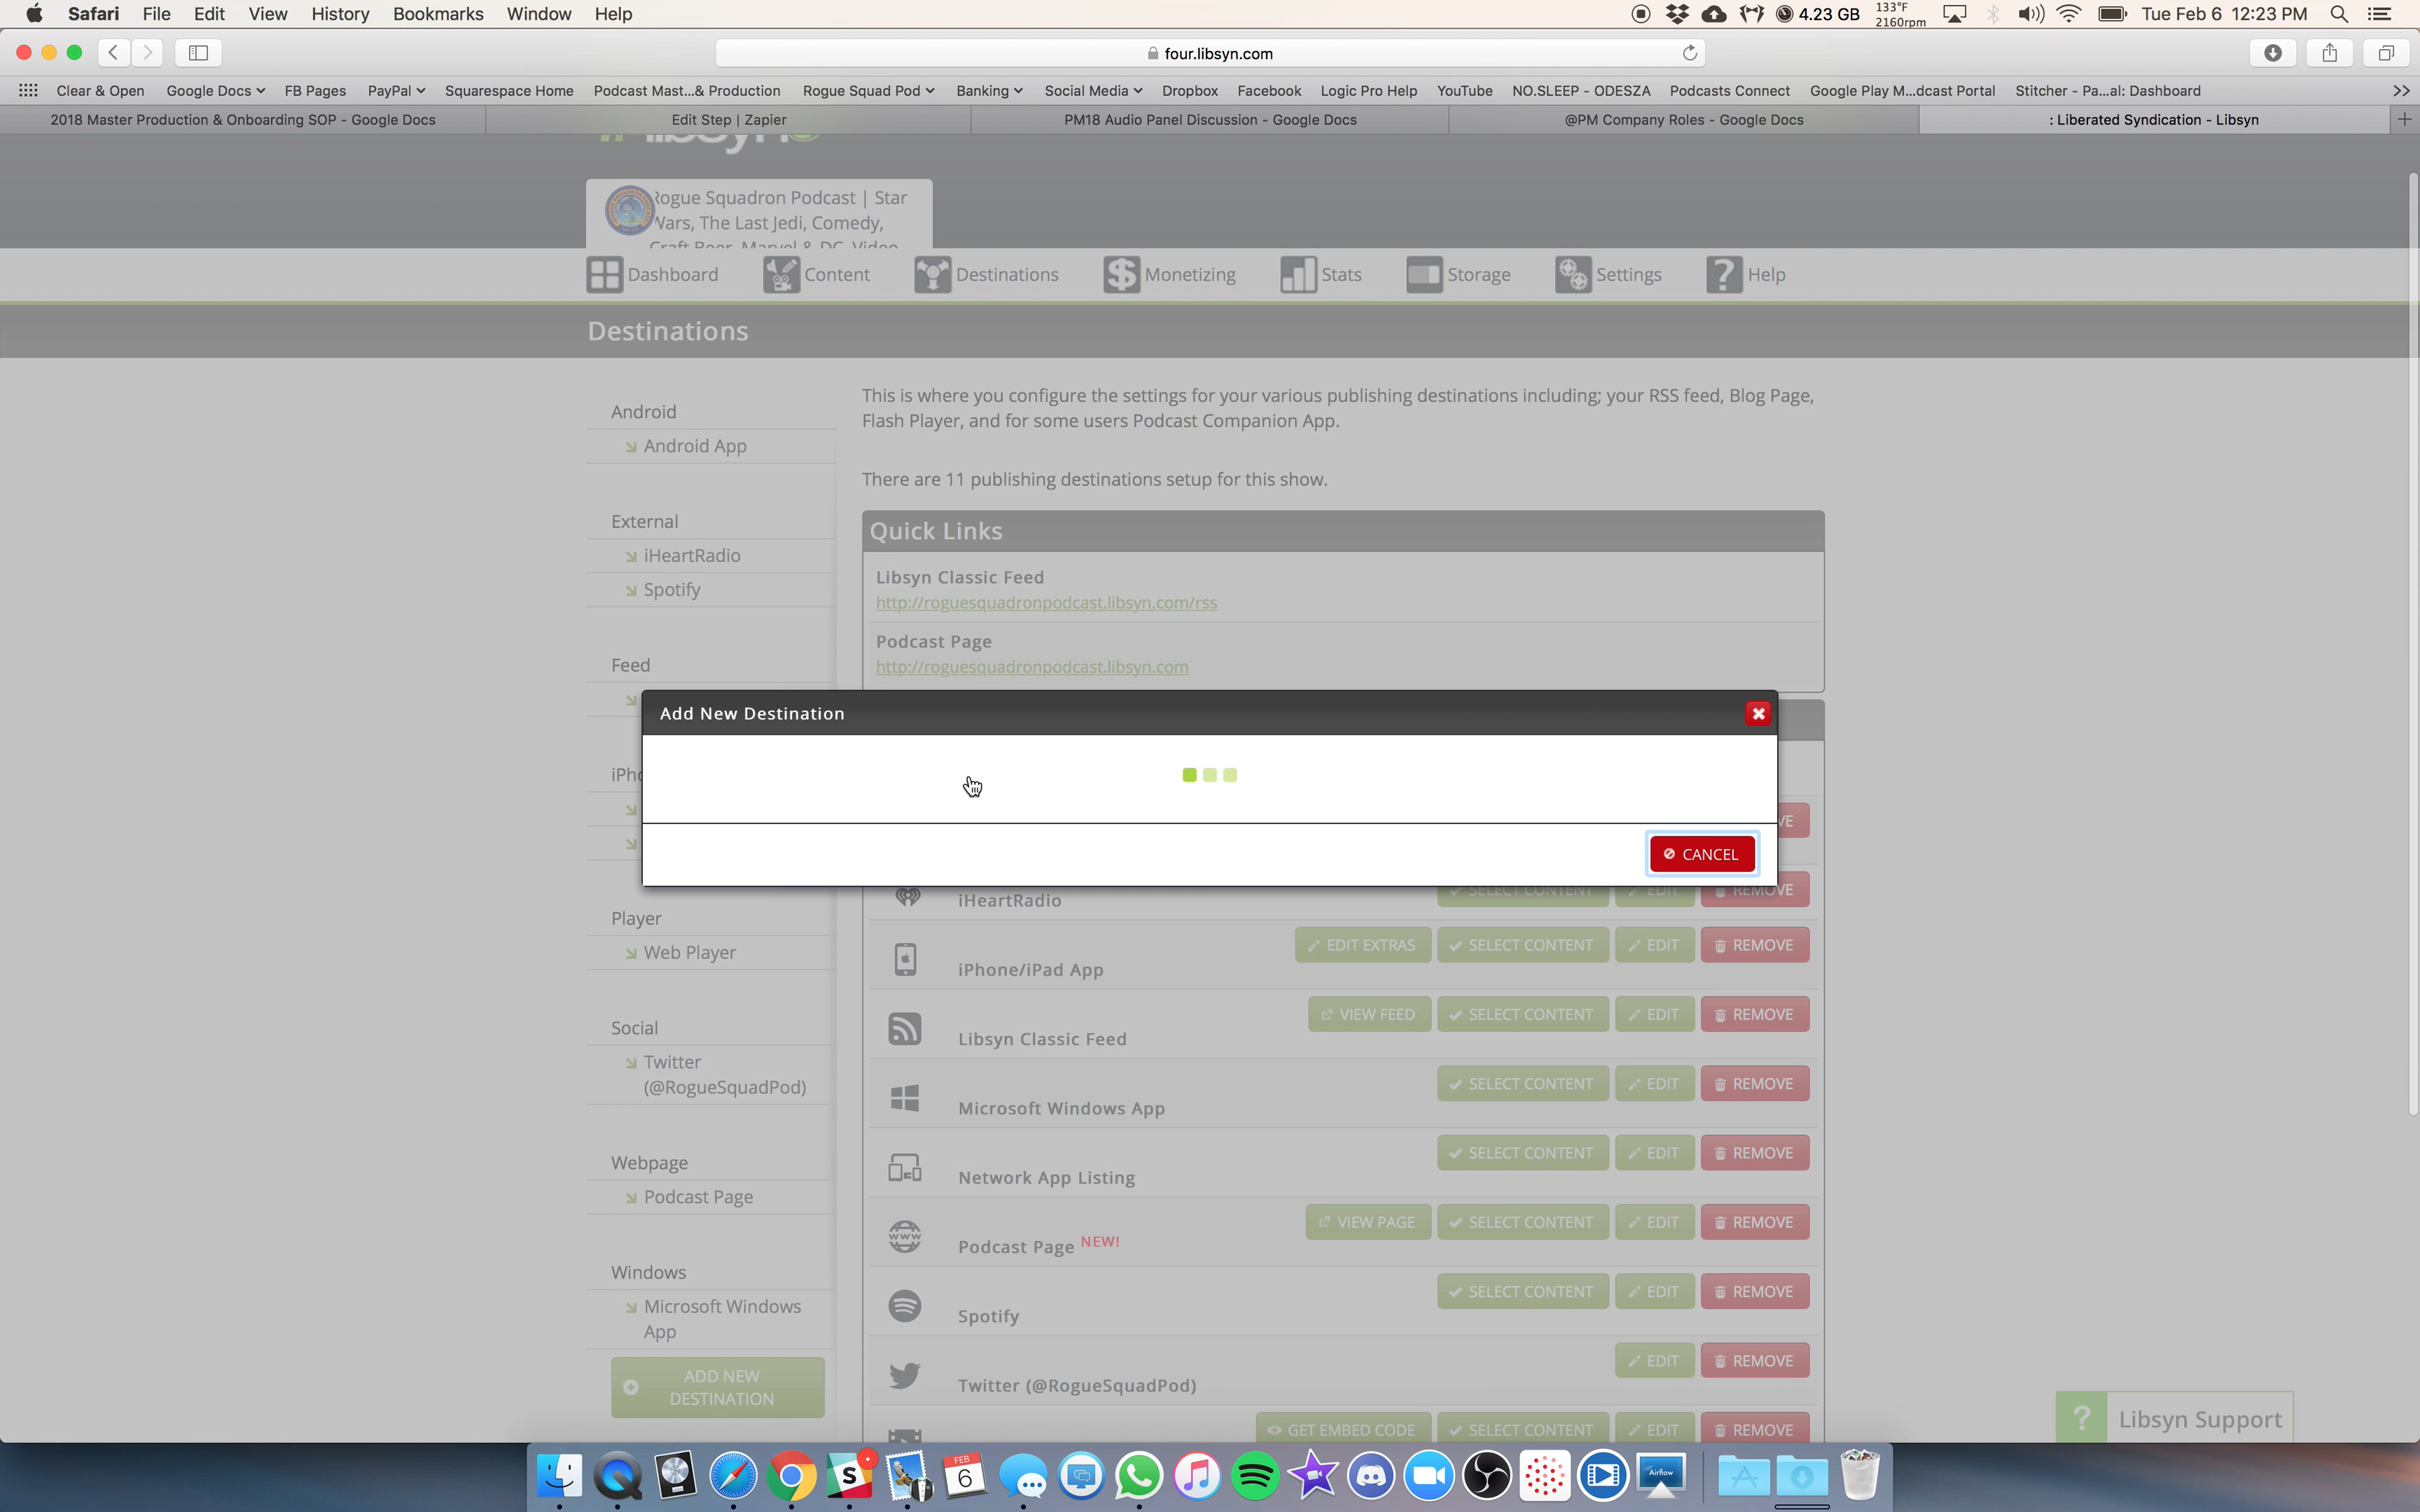 Safari File Edit View History Bookmarks Window Help
4.23 GB 133°F 2160rpm Tue Feb 6 12:23 PM
four.libsyn.com
Clear & Open Google Docs FB Pages PayPal Squarespace Home Podcast Mast...& Production Rogue Squad Pod Banking Social Media Dropbox Facebook Logic Pro Help YouTube NO.SLEEP - ODESZA Podcasts Connect Google Play M...dcast Portal Stitcher - Pa...al: Dashboard
2018 Master Production & Onboarding SOP - Google Docs Edit Step | Zapier PM18 Audio Panel Discussion - Google Docs @PM Company Roles - Google Docs : Liberated Syndication - Libsyn
Rogue Squadron Podcast | Star
Wars, The Last Jedi, Comedy,
Craft Beer, Marvel & DC, Video
Dashboard Content Destinations Monetizing Stats Storage Settings Help
Destinations
Android
Android App
External
iHeartRadio
Spotify
Feed
Player
Web Player
Social
Twitter
(@RogueSquadPod)
Webpage
Podcast Page
Windows
Microsoft Windows
App
ADD NEW
DESTINATION
This is where you configure the settings for your various publishing destinations including; your RSS feed, Blog Page,
Flash Player, and for some users Podcast Companion App.
There are 11 publishing destinations setup for this show.
Quick Links
Libsyn Classic Feed
http://roguesquadronpodcast.libsyn.com/rss
Podcast Page
http://roguesquadronpodcast.libsyn.com
Add New Destination
CANCEL
iHeartRadio SELECT CONTENT EDIT REMOVE
iPhone/iPad App EDIT EXTRAS SELECT CONTENT EDIT REMOVE
Libsyn Classic Feed VIEW FEED SELECT CONTENT EDIT REMOVE
Microsoft Windows App SELECT CONTENT EDIT REMOVE
Network App Listing SELECT CONTENT EDIT REMOVE
Podcast Page NEW! VIEW PAGE SELECT CONTENT EDIT REMOVE
Spotify SELECT CONTENT EDIT REMOVE
Twitter (@RogueSquadPod) EDIT REMOVE
GET EMBED CODE SELECT CONTENT EDIT REMOVE
? Libsyn Support
FEB
6
Airflow